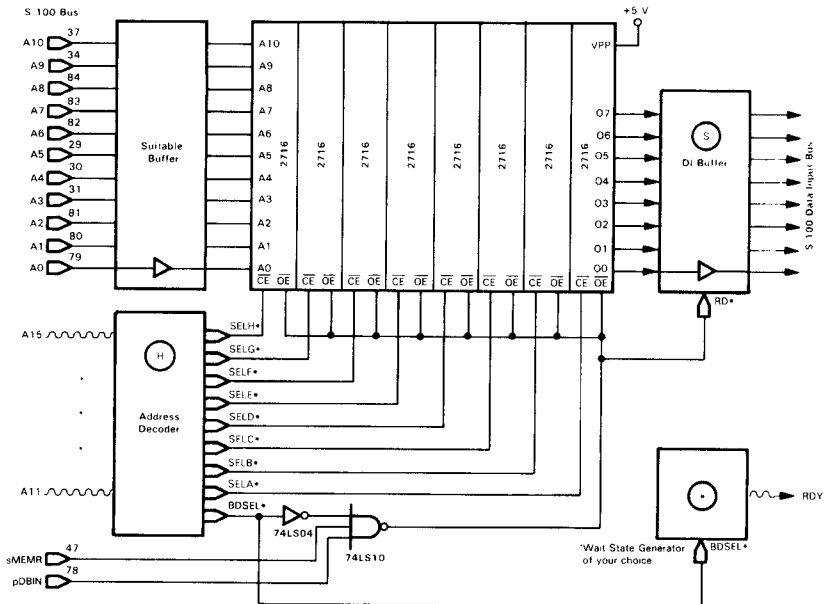 S 100 Bus
+5 V
A10 37
A9 34
A8 84
A7 83
A6 82
A5 29
A4 30
A3 31
A2 81
A1 80
A0 79
Suitable
Buffer
A10
A9
A8
A7
A6
A5
A4
A3
A2
A1
A0
2716
2716
2716
2716
2716
2716
2716
2716
CE OE CE OE CE OE CE OE CE OE CE OE CE OE CE OE
VPP
O7
O6
O5
O4
O3
O2
O1
O0
S
DI Buffer
RD*
S 100 Data Input Bus
A15
A11
H
Address
Decoder
SELH*
SELG*
SELF*
SELE*
SELD*
SELC*
SELB*
SELA*
BDSEL*
74LS04
74LS10
sMEMR 47
pDBIN 78
*
RDY
BDSEL*
*Wait State Generator
of your choice